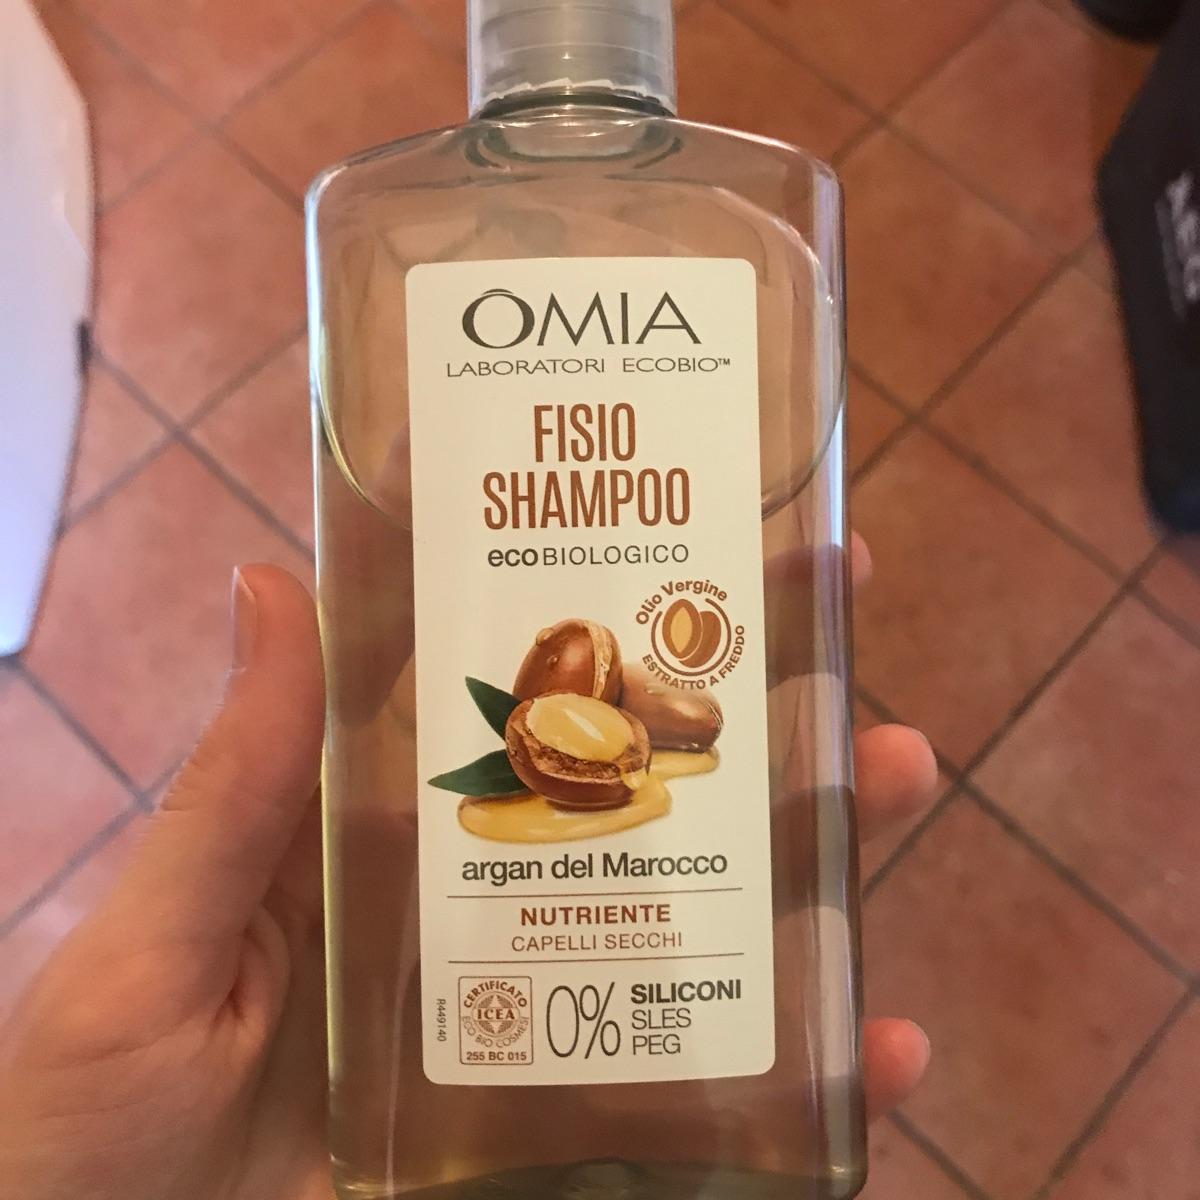 ÔMIA
LABORATORI ECOBIO™
FISIO
SHAMPOO
ecoBIOLOGICO
Olio Vergine
ESTRATTO A FREDDO
argan del Marocco
NUTRIENTE
CAPELLI SECCHI
R449140
CERTIFICATO
ICEA
ECO BIO COSMESI
255 BC 015
0%
SILICONI
SLES
PEG